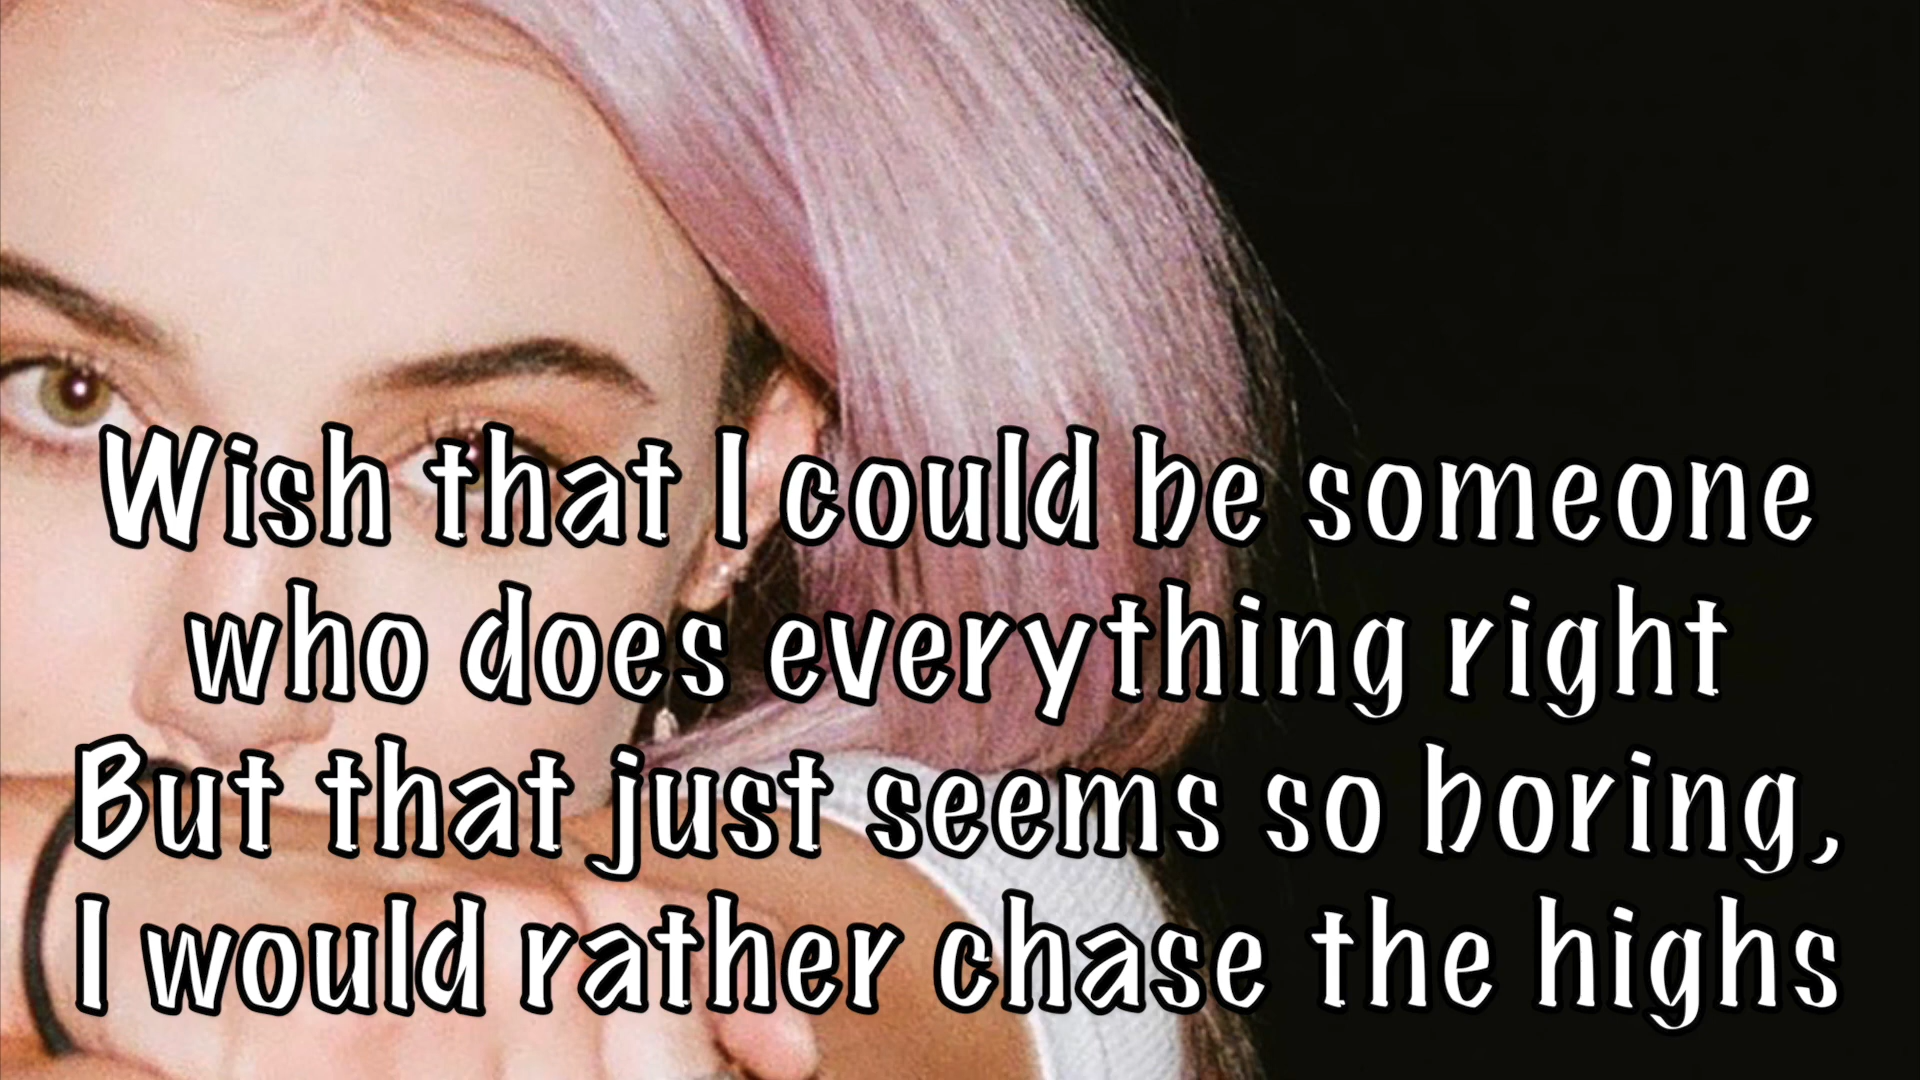 Wish that I could be someone
who does everything right
But that just seems so boring,
I would rather chase the highs